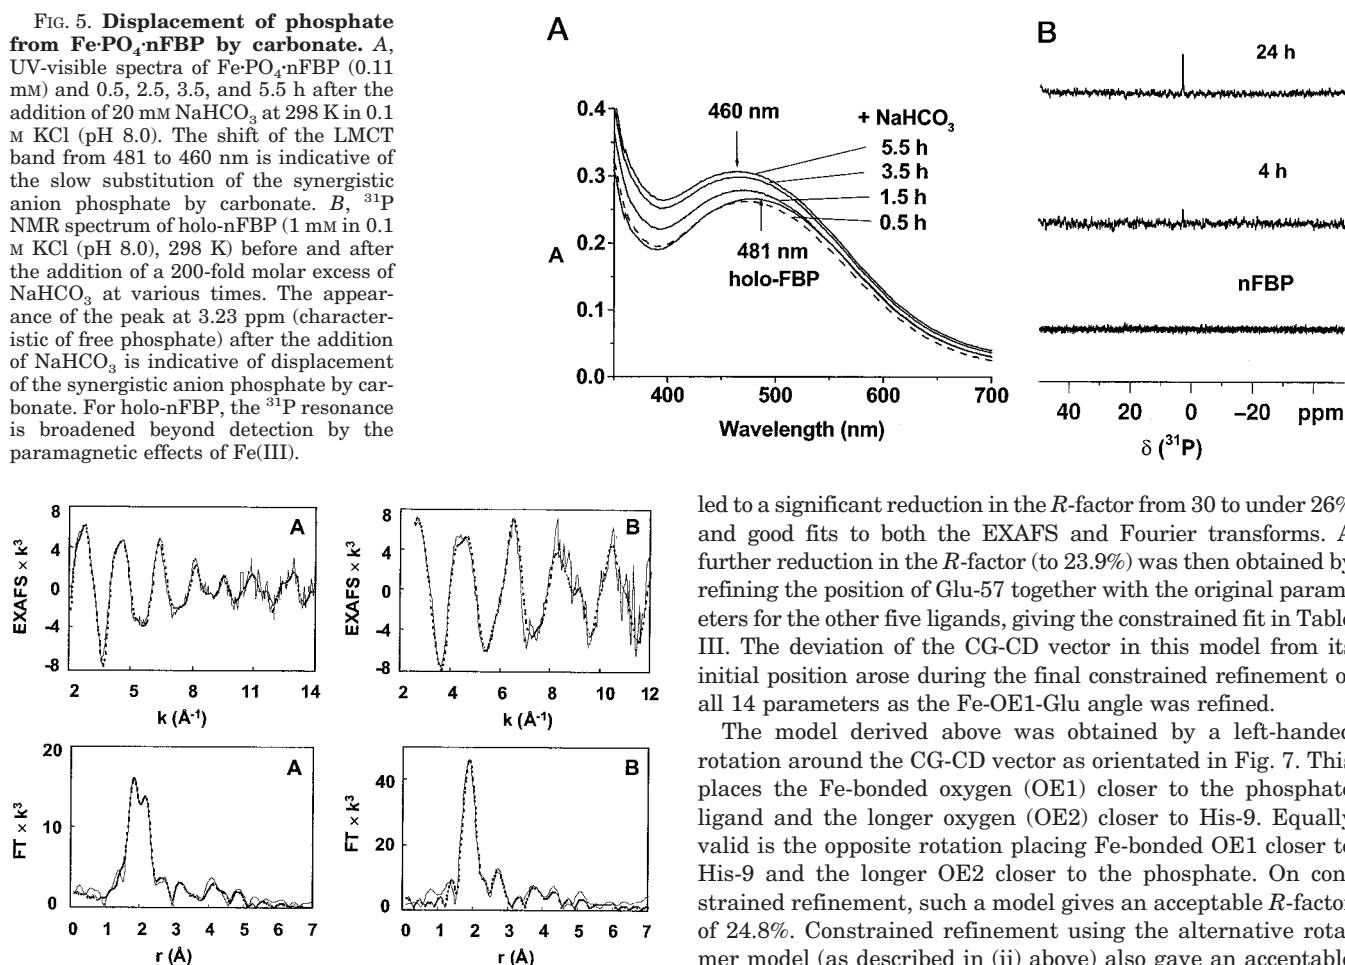 FIG. 5. Displacement of phosphate
from Fe·PO₄·nFBP by carbonate. A,
UV-visible spectra of Fe·PO₄·nFBP (0.11
mM) and 0.5, 2.5, 3.5, and 5.5 h after the
addition of 20 mM NaHCO₃ at 298 K in 0.1
M KCl (pH 8.0). The shift of the LMCT
band from 481 to 460 nm is indicative of
the slow substitution of the synergistic
anion phosphate by carbonate. B, ³¹P
NMR spectrum of holo-nFBP (1 mM in 0.1
M KCl (pH 8.0), 298 K) before and after
the addition of a 200-fold molar excess of
NaHCO₃ at various times. The appear-
ance of the peak at 3.23 ppm (character-
istic of free phosphate) after the addition
of NaHCO₃ is indicative of displacement
of the synergistic anion phosphate by car-
bonate. For holo-nFBP, the ³¹P resonance
is broadened beyond detection by the
paramagnetic effects of Fe(III).
A
0.4
0.3
0.2
0.1
0.0
A
460 nm
+ NaHCO₃
5.5 h
3.5 h
1.5 h
0.5 h
481 nm
holo-FBP
400 500 600 700
Wavelength (nm)
B
24 h
4 h
nFBP
40 20 0 -20 ppm
δ (³¹P)
A
8
4
0
-4
-8
EXAFS × k³
2 5 8 11 14
k (Å⁻¹)
B
8
4
0
-4
-8
EXAFS × k³
2 4 6 8 10 12
k (Å⁻¹)
A
20
10
0
FT × k³
0 1 2 3 4 5 6 7
r (Å)
B
40
20
0
FT × k³
0 1 2 3 4 5 6 7
r (Å)
led to a significant reduction in the R-factor from 30 to under 26%
and good fits to both the EXAFS and Fourier transforms. A
further reduction in the R-factor (to 23.9%) was then obtained by
refining the position of Glu-57 together with the original param
eters for the other five ligands, giving the constrained fit in Table
III. The deviation of the CG-CD vector in this model from its
initial position arose during the final constrained refinement o
all 14 parameters as the Fe-OE1-Glu angle was refined.
The model derived above was obtained by a left-handed
rotation around the CG-CD vector as orientated in Fig. 7. This
places the Fe-bonded oxygen (OE1) closer to the phosphate
ligand and the longer oxygen (OE2) closer to His-9. Equally
valid is the opposite rotation placing Fe-bonded OE1 closer to
His-9 and the longer OE2 closer to the phosphate. On con
strained refinement, such a model gives an acceptable R-factor
of 24.8%. Constrained refinement using the alternative rota
mer model (as described in (ii) above) also gave an acceptable